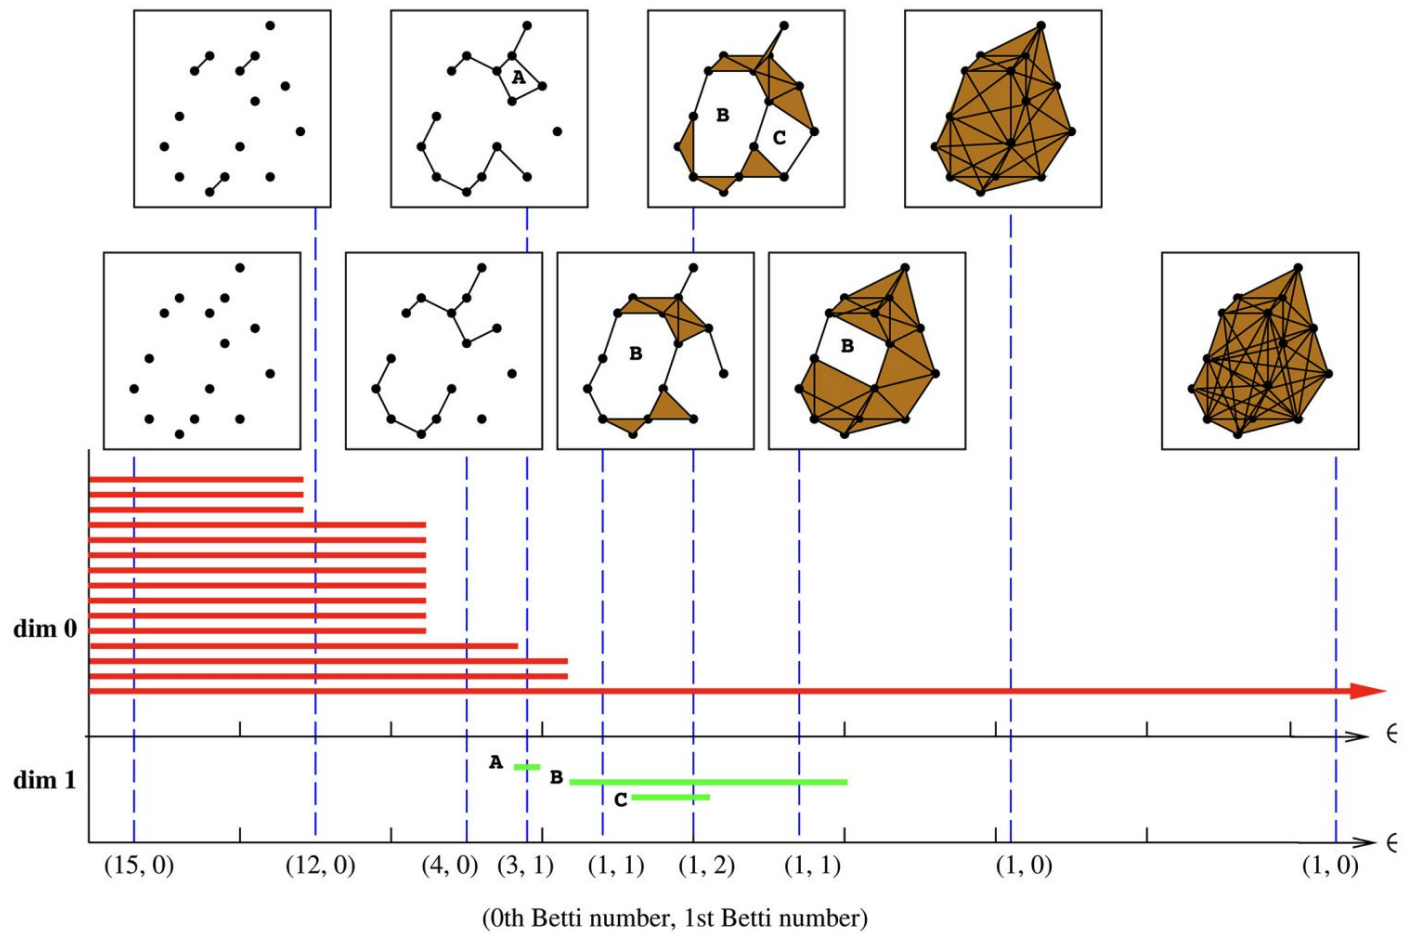 A
B
C
B
B
dim 0
∈
dim 1
A
B
C
∈
(15, 0) (12, 0) (4, 0) (3, 1) (1, 1) (1, 2) (1, 1) (1, 0) (1, 0)
(0th Betti number, 1st Betti number)